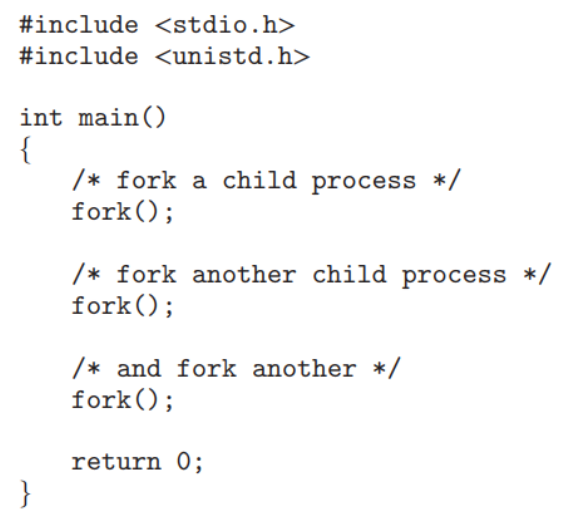 #include <stdio.h>
#include <unistd.h>
int main()
{
/* fork a child process */
fork();
/* fork another child process */
fork();
/* and fork another */
fork();
return 0;
}